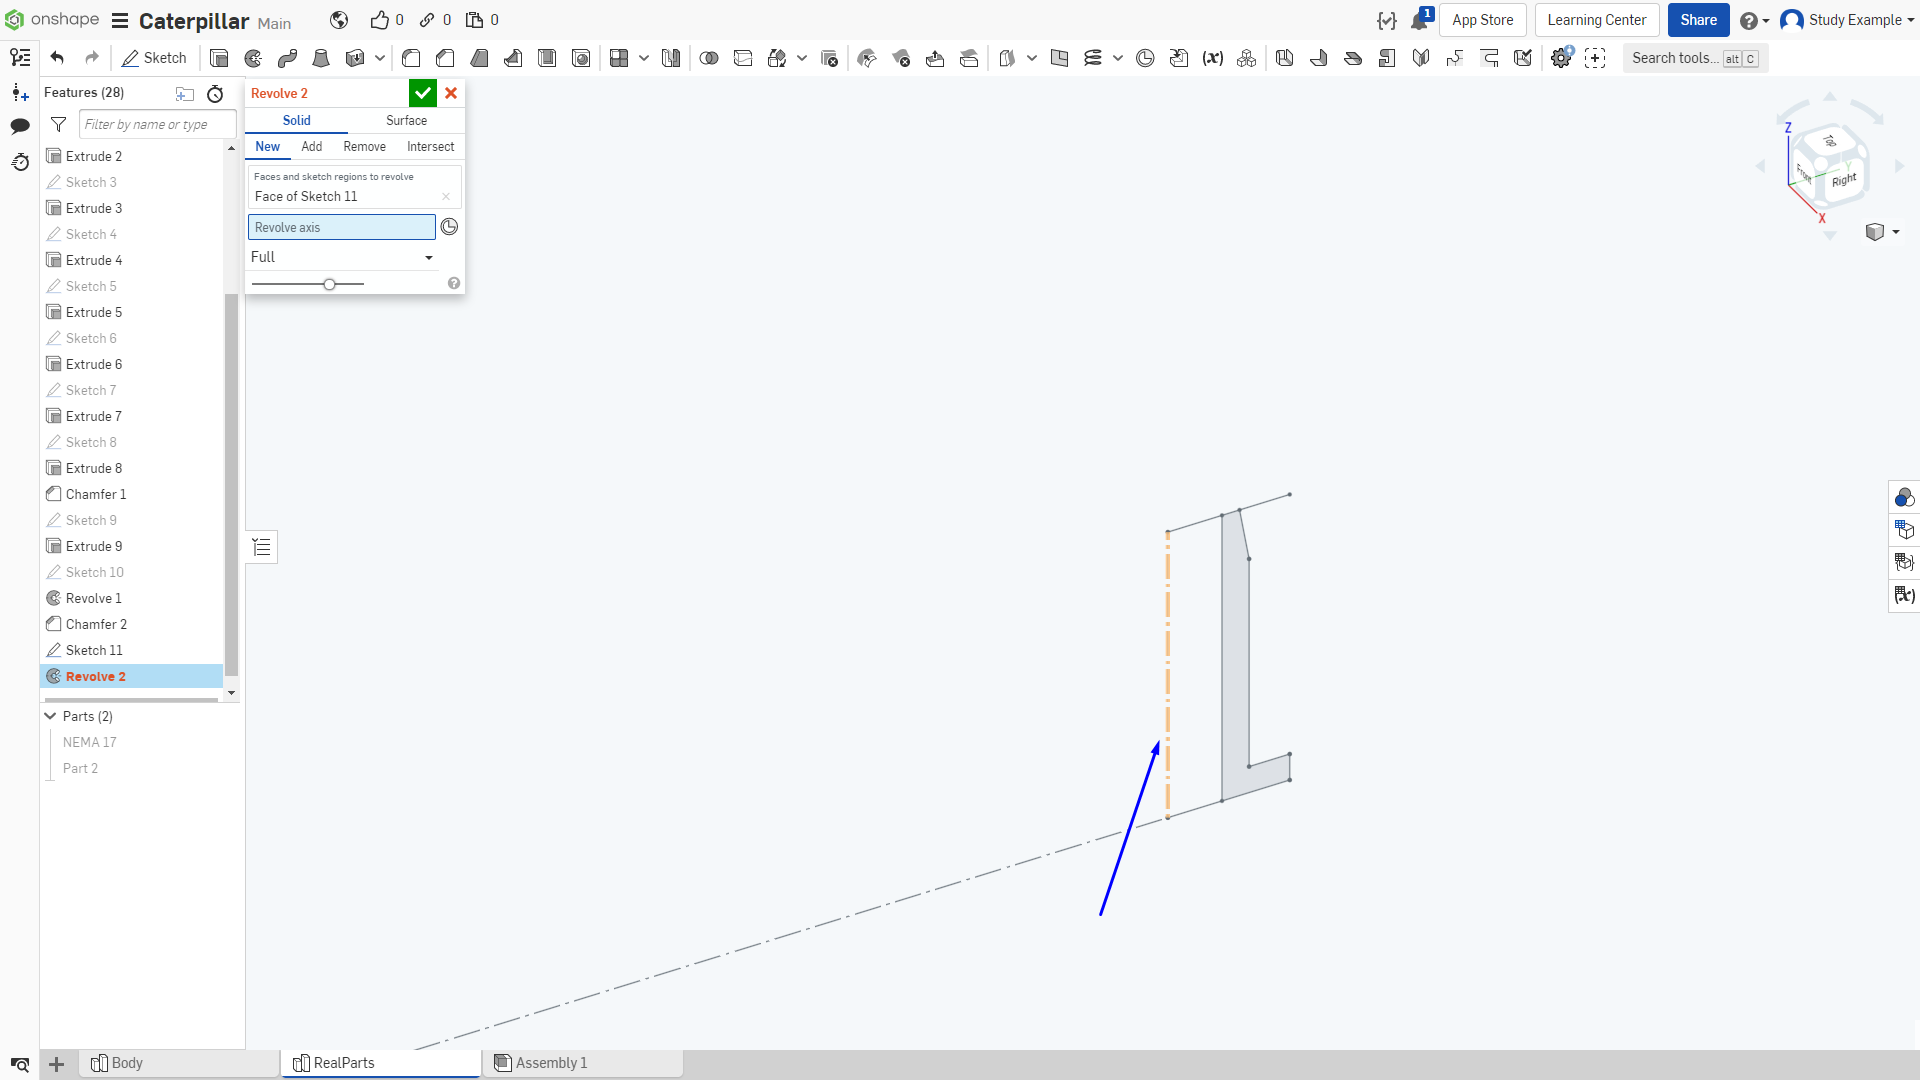 onshape
Caterpillar Main
0
0
0
1
App Store
Learning Center
Share
Study Example
Sketch
Search tools... alt C
Features (28)
Filter by name or type
Extrude 2
Sketch 3
Extrude 3
Sketch 4
Extrude 4
Sketch 5
Extrude 5
Sketch 6
Extrude 6
Sketch 7
Extrude 7
Sketch 8
Extrude 8
Chamfer 1
Sketch 9
Extrude 9
Sketch 10
Revolve 1
Chamfer 2
Sketch 11
Revolve 2
Parts (2)
NEMA 17
Part 2
Revolve 2
Solid
Surface
New
Add
Remove
Intersect
Faces and sketch regions to revolve
Face of Sketch 11
Revolve axis
Full
Z
Top
Front
Right
Y
X
Body
RealParts
Assembly 1